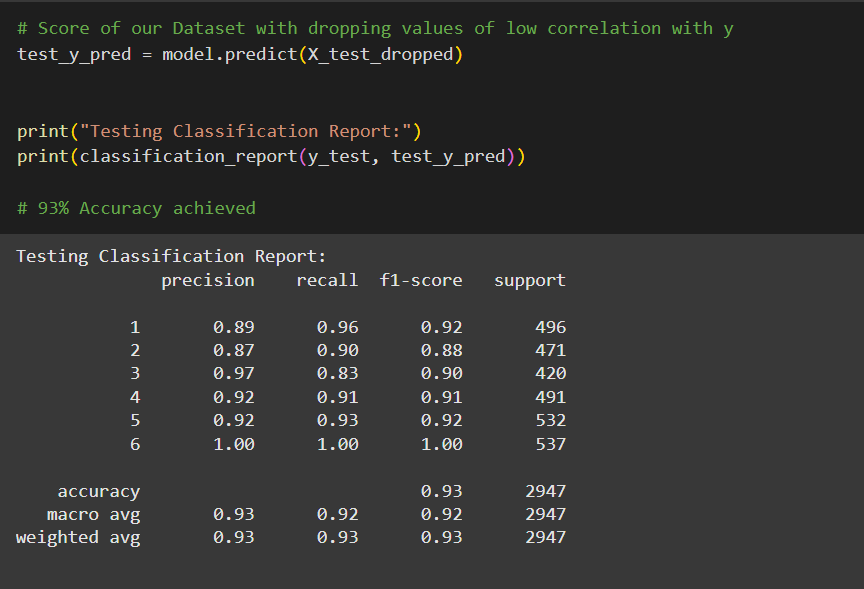 # Score of our Dataset with dropping values of low correlation with y
test_y_pred = model.predict(X_test_dropped)
print("Testing Classification Report:")
print(classification_report(y_test, test_y_pred))
# 93% Accuracy achieved
Testing Classification Report:
precision recall f1-score support
1 0.89 0.96 0.92 496
2 0.87 0.90 0.88 471
3 0.97 0.83 0.90 420
4 0.92 0.91 0.91 491
5 0.92 0.93 0.92 532
6 1.00 1.00 1.00 537
accuracy 0.93 2947
macro avg 0.93 0.92 0.92 2947
weighted avg 0.93 0.93 0.93 2947